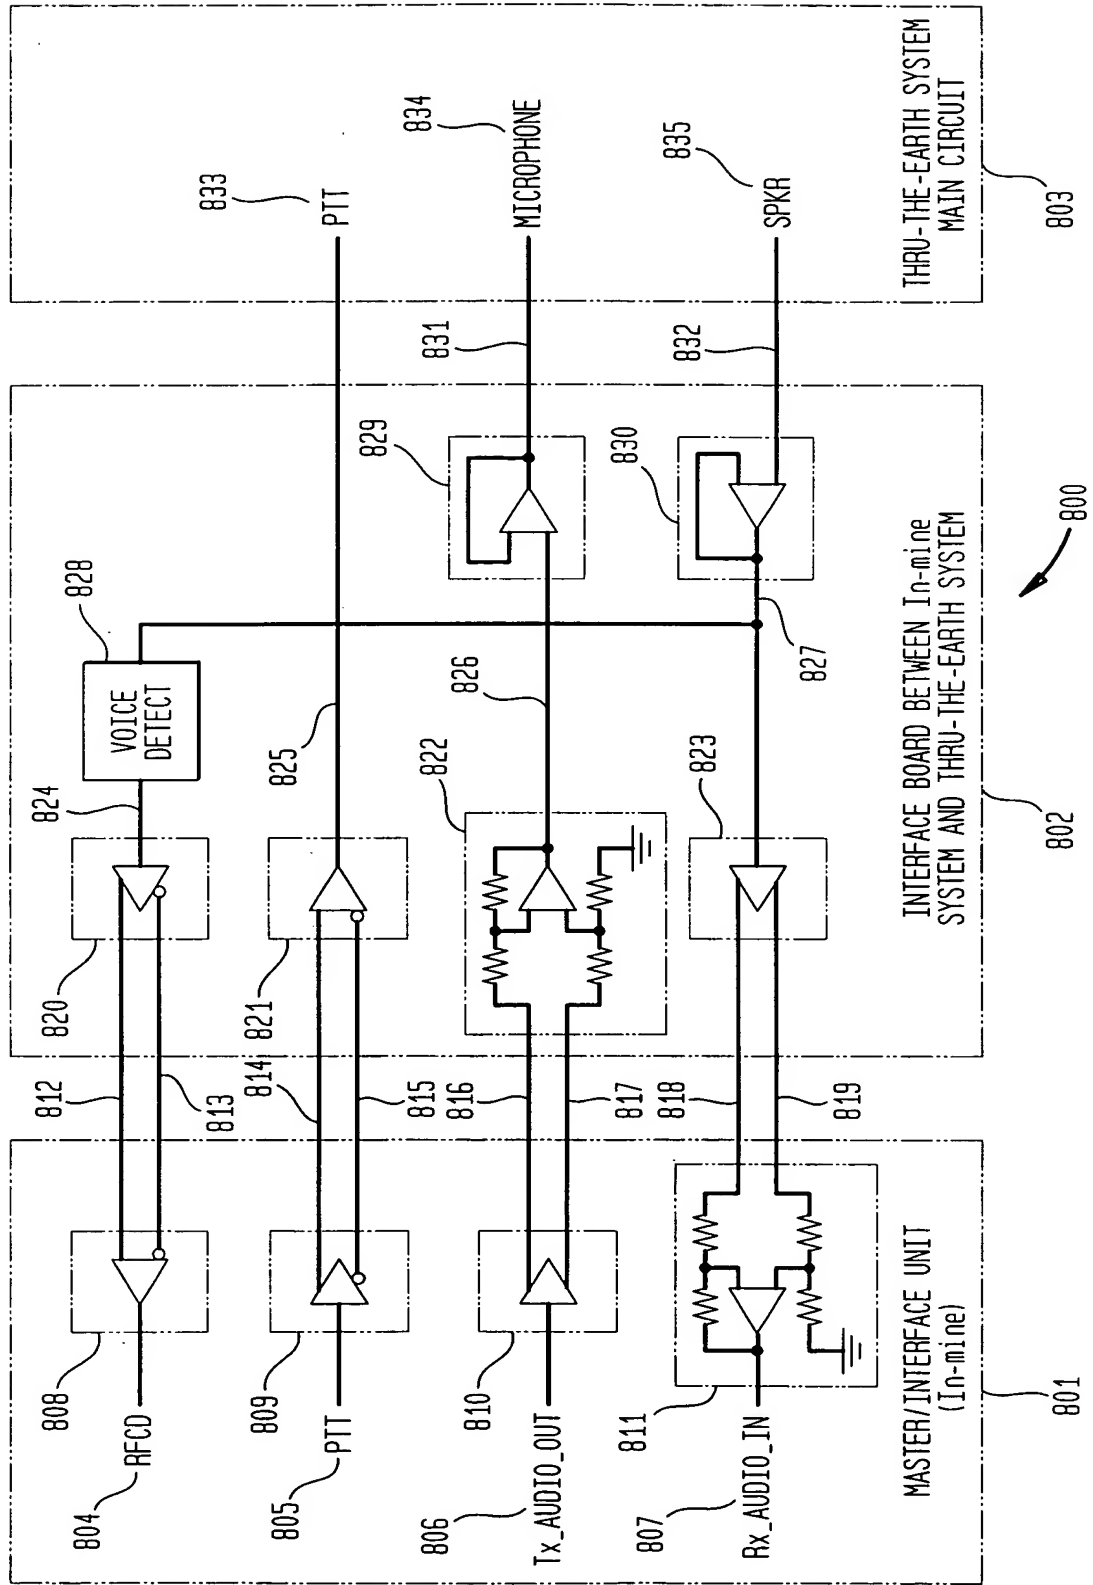 804
RFCD
808
812
813
820
824
VOICE
DETECT
828
805
PTT
809
814
815
821
825
PTT
833
806
Tx_AUDIO_OUT
810
816
817
822
826
829
831
MICROPHONE
834
807
Rx_AUDIO_IN
811
818
819
823
827
830
832
SPKR
835
MASTER/INTERFACE UNIT
(In-mine)
801
INTERFACE BOARD BETWEEN In-mine
SYSTEM AND THRU-THE-EARTH SYSTEM
802
THRU-THE-EARTH SYSTEM
MAIN CIRCUIT
803
800